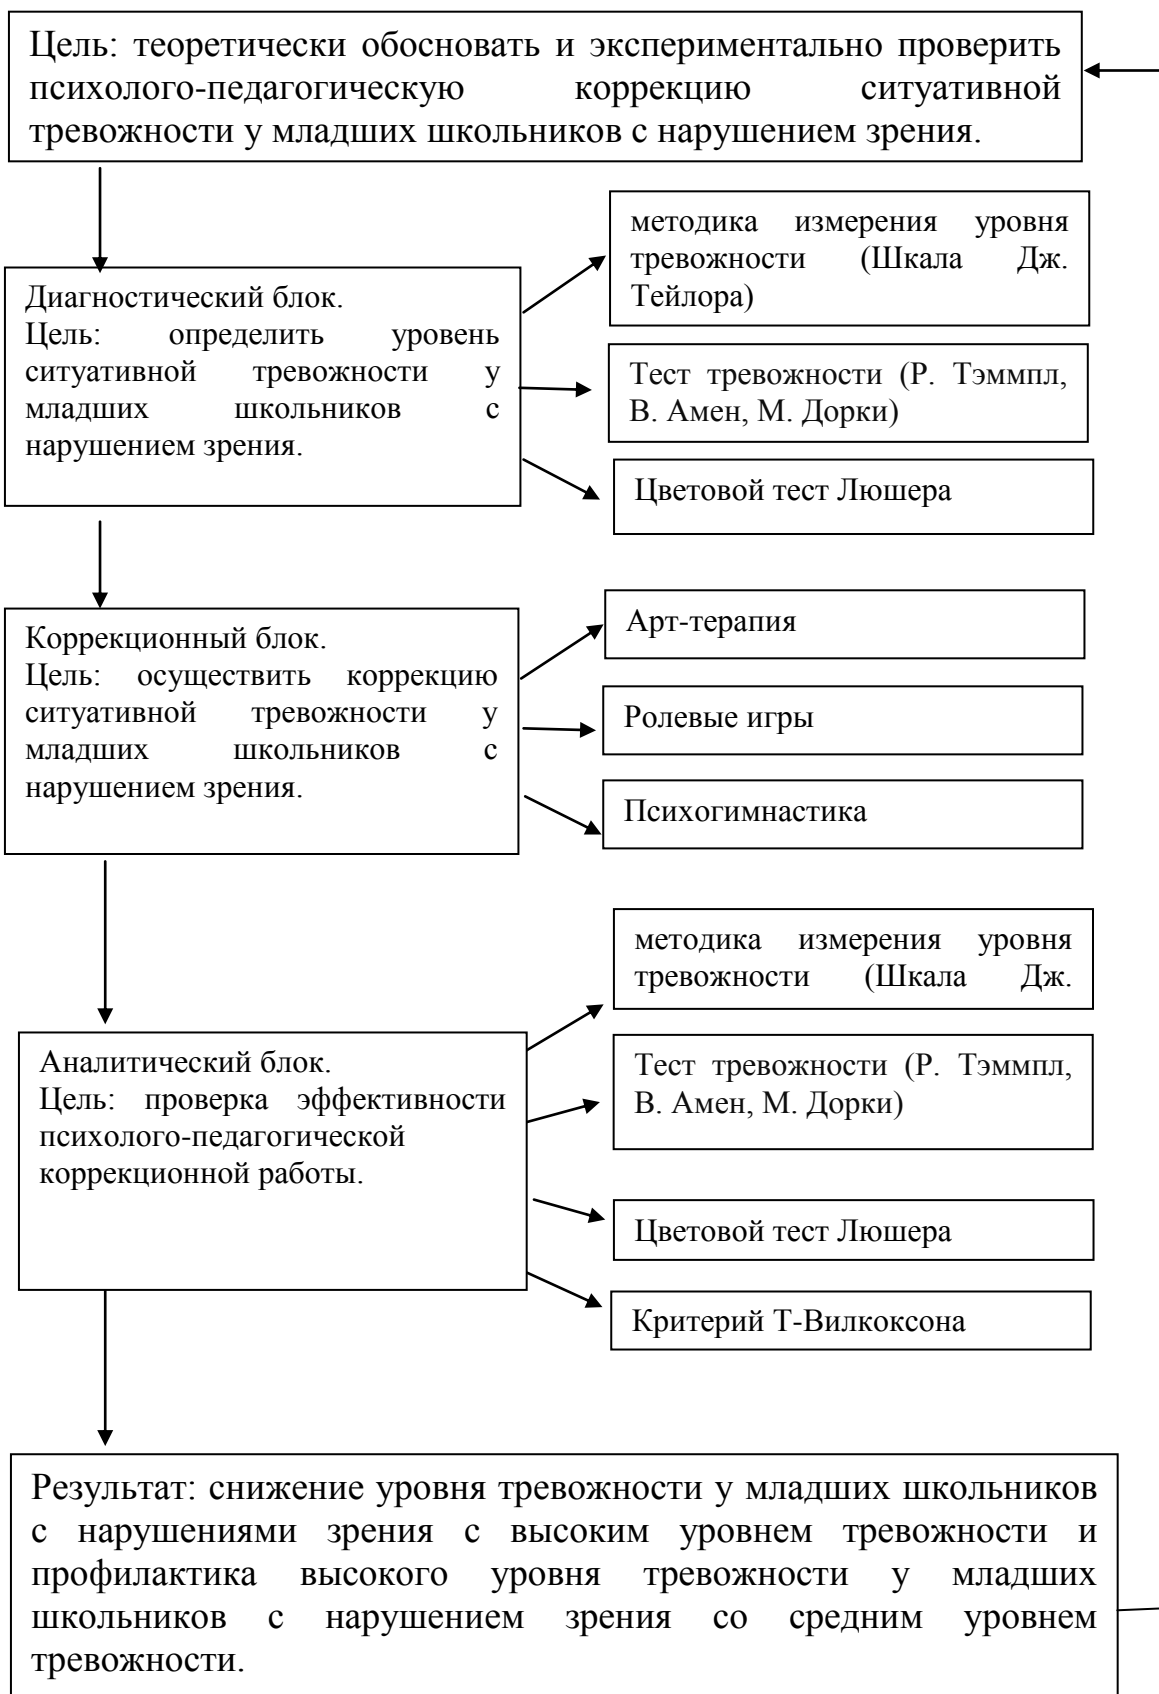 Цель: теоретически обосновать и экспериментально проверить
психолого-педагогическую коррекцию ситуативной
тревожности у младших школьников с нарушением зрения.
методика измерения уровня
тревожности (Шкала Дж.
Тейлора)
Диагностический блок.
Цель: определить уровень
ситуативной тревожности у
младших школьников с
нарушением зрения.
Тест тревожности (Р. Тэммпл,
В. Амен, М. Дорки)
Цветовой тест Люшера
Коррекционный блок.
Цель: осуществить коррекцию
ситуативной тревожности у
младших школьников с
нарушением зрения.
Арт-терапия
Ролевые игры
Психогимнастика
методика измерения уровня
тревожности (Шкала Дж.
Аналитический блок.
Цель: проверка эффективности
психолого-педагогической
коррекционной работы.
Тест тревожности (Р. Тэммпл,
В. Амен, М. Дорки)
Цветовой тест Люшера
Критерий Т-Вилкоксона
Результат: снижение уровня тревожности у младших школьников
с нарушениями зрения с высоким уровнем тревожности и
профилактика высокого уровня тревожности у младших
школьников с нарушением зрения со средним уровнем
тревожности.